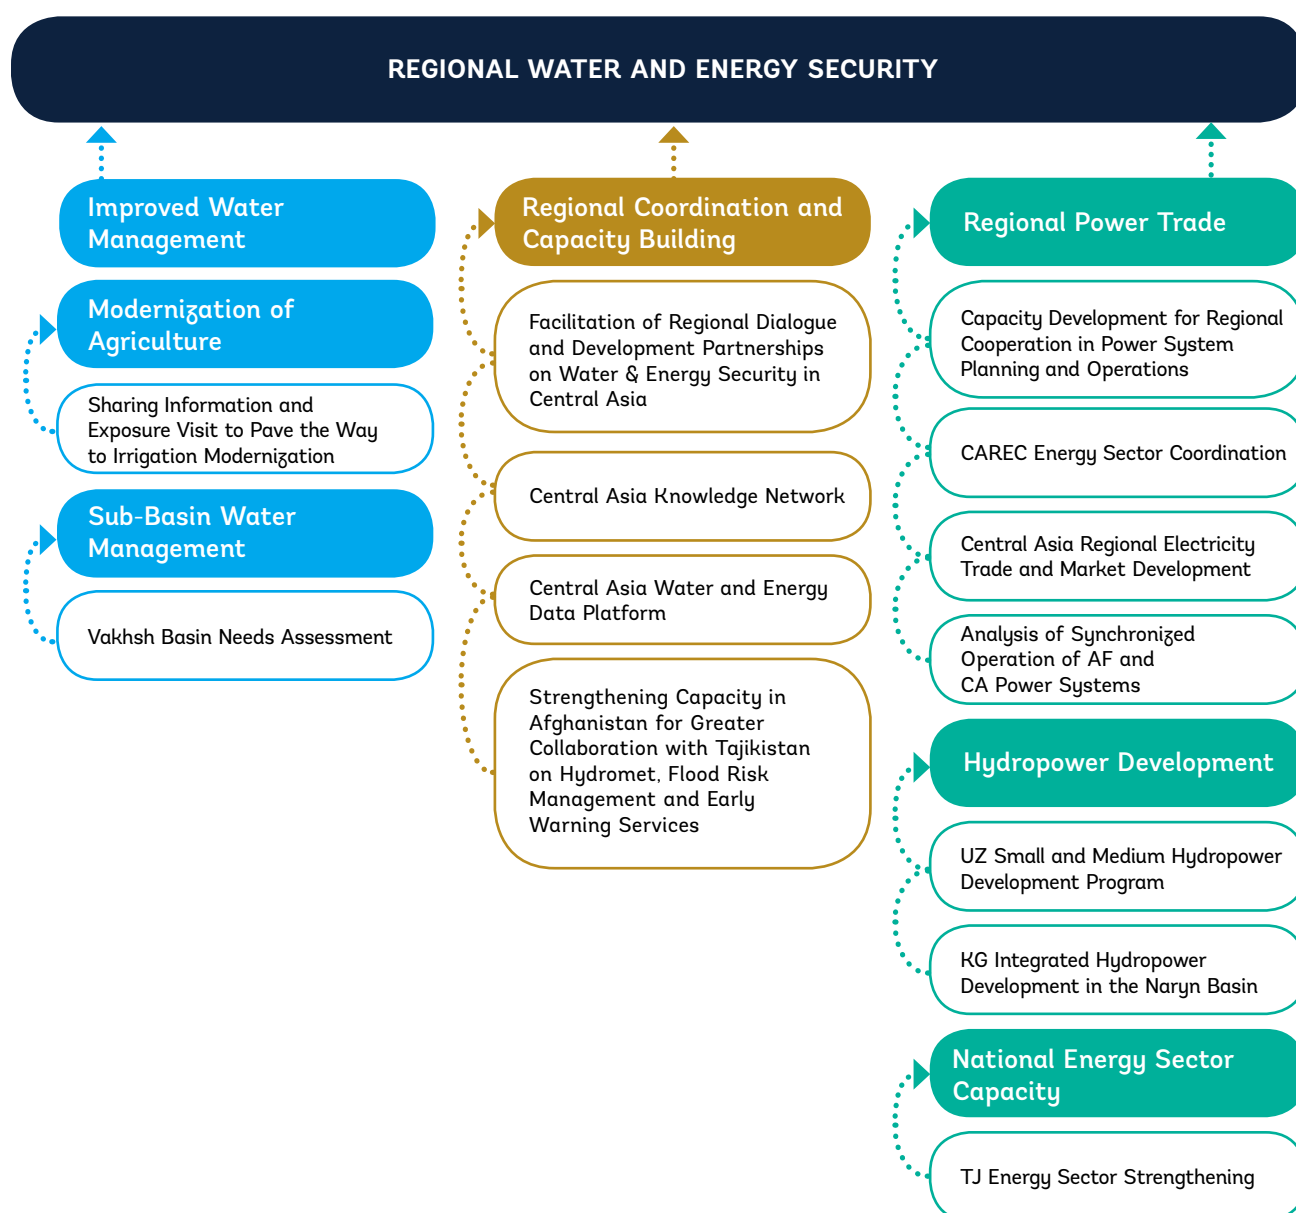 REGIONAL WATER AND ENERGY SECURITY
Improved Water
Management
Modernization of
Agriculture
Sharing Information and
Exposure Visit to Pave the Way
to Irrigation Modernization
Sub-Basin Water
Management
Vakhsh Basin Needs Assessment
Regional Coordination and
Capacity Building
Facilitation of Regional Dialogue
and Development Partnerships
on Water & Energy Security in
Central Asia
Central Asia Knowledge Network
Central Asia Water and Energy
Data Platform
Strengthening Capacity in
Afghanistan for Greater
Collaboration with Tajikistan
on Hydromet, Flood Risk
Management and Early
Warning Services
Regional Power Trade
Capacity Development for Regional
Cooperation in Power System
Planning and Operations
CAREC Energy Sector Coordination
Central Asia Regional Electricity
Trade and Market Development
Analysis of Synchronized
Operation of AF and
CA Power Systems
Hydropower Development
UZ Small and Medium Hydropower
Development Program
KG Integrated Hydropower
Development in the Naryn Basin
National Energy Sector
Capacity
TJ Energy Sector Strengthening